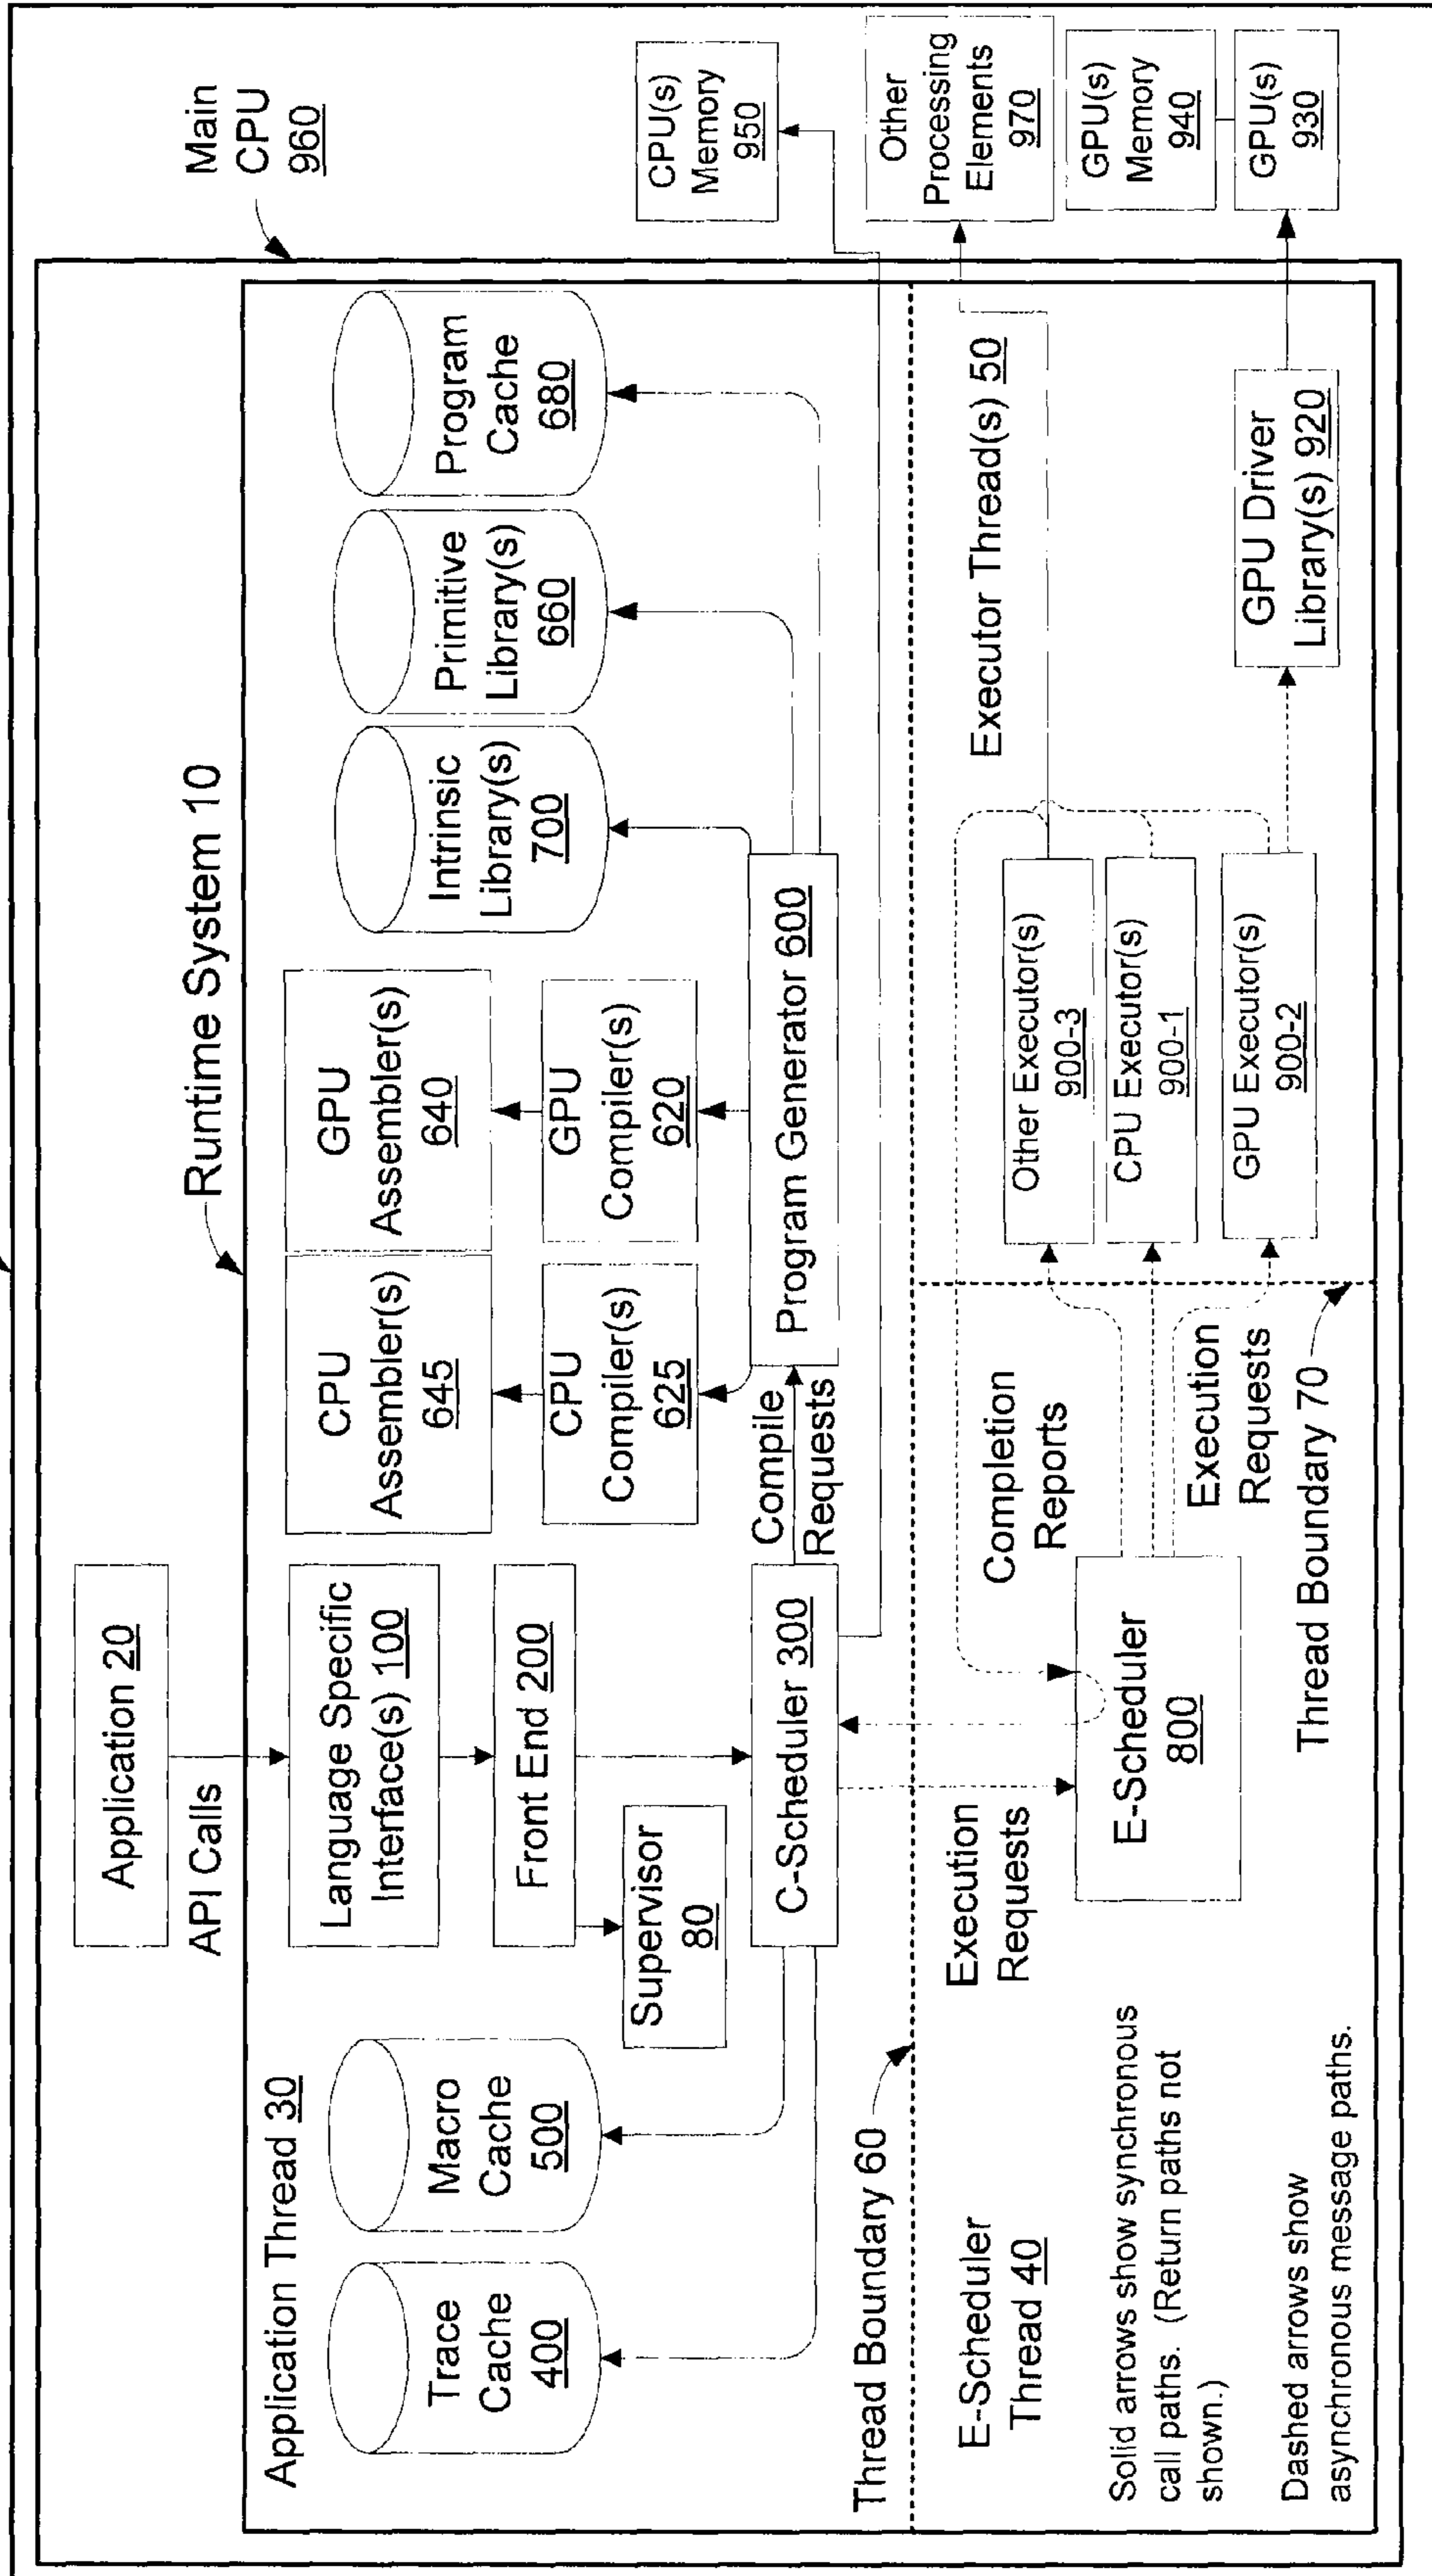 Main
CPU
960
Runtime System 10
Application 20
API Calls
Application Thread 30
Language Specific
Interface(s) 100
Front End 200
Supervisor
80
C-Scheduler 300
Trace
Cache
400
Macro
Cache
500
CPU
Assembler(s)
645
GPU
Assembler(s)
640
CPU
Compiler(s)
625
GPU
Compiler(s)
620
Compile
Requests
Program Generator 600
Intrinsic
Library(s)
700
Primitive
Library(s)
660
Program
Cache
680
CPU(s)
Memory
950
Other
Processing
Elements
970
GPU(s)
Memory
940
GPU(s)
930
Thread Boundary 60
E-Scheduler
Thread 40
Execution
Requests
Completion
Reports
Executor Thread(s) 50
E-Scheduler
800
Execution
Requests
Other Executor(s)
900-3
CPU Executor(s)
900-1
GPU Executor(s)
900-2
GPU Driver
Library(s) 920
Thread Boundary 70
Solid arrows show synchronous
call paths.  (Return paths not
shown.)
Dashed arrows show
asynchronous message paths.